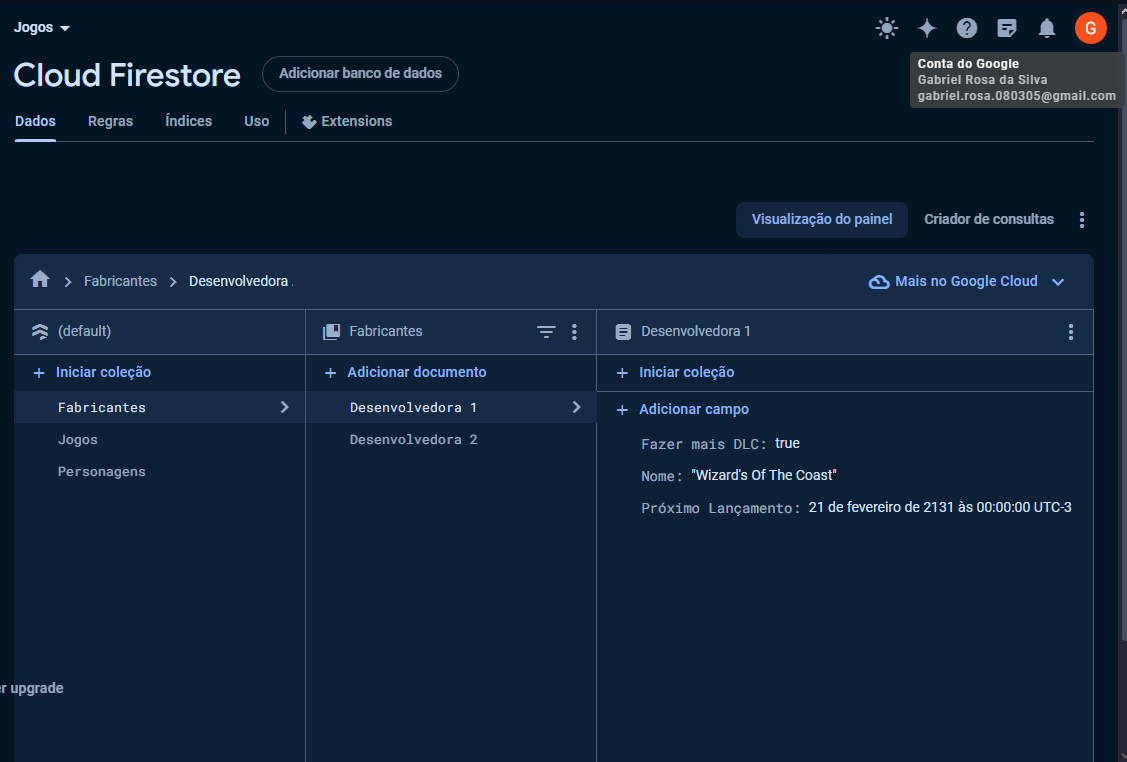 Jogos
Cloud Firestore
Adicionar banco de dados
Conta do Google
Gabriel Rosa da Silva
gabriel.rosa.080305@gmail.com
G
Dados
Regras
Índices
Uso
Extensions
Visualização do painel
Criador de consultas
Fabricantes
Desenvolvedora
Mais no Google Cloud
(default)
Fabricantes
Desenvolvedora 1
+ Iniciar coleção
+ Adicionar documento
+ Iniciar coleção
Fabricantes
Jogos
Personagens
Desenvolvedora 1
Desenvolvedora 2
+ Adicionar campo
Fazer mais DLC: true
Nome: "Wizard's Of The Coast"
Próximo Lançamento: 21 de fevereiro de 2131 às 00:00:00 UTC-3
er upgrade